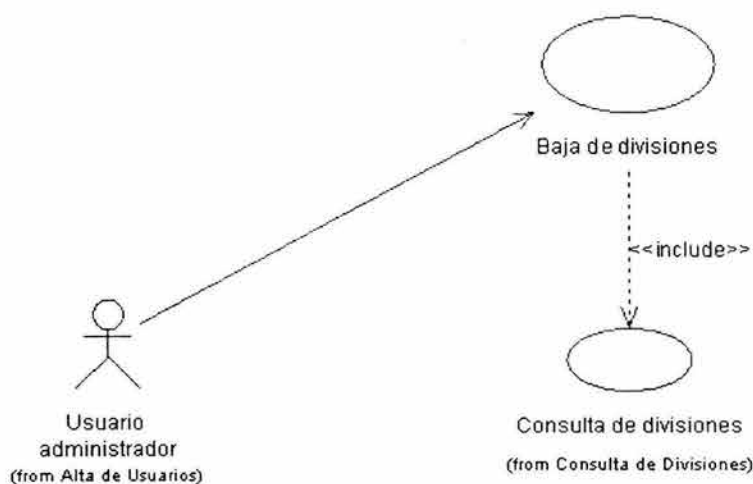 Baja de divisiones
<<include>>
Usuario
administrador
(from Alta de Usuarios)
Consulta de divisiones
(from Consulta de Divisiones)